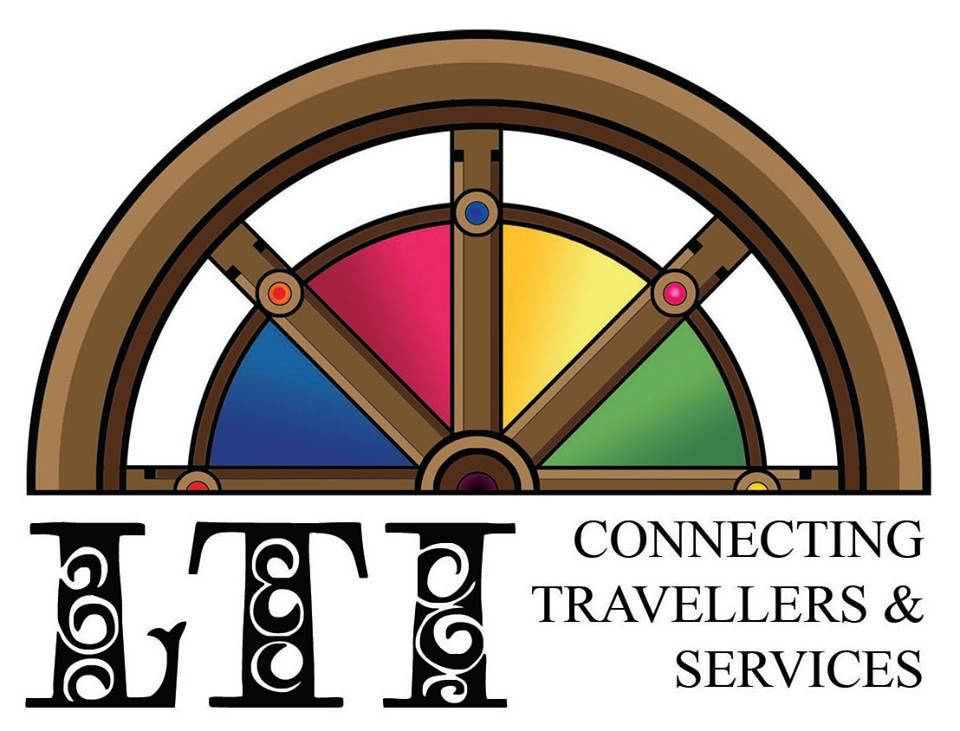 LTI
CONNECTING
TRAVELLERS &
SERVICES